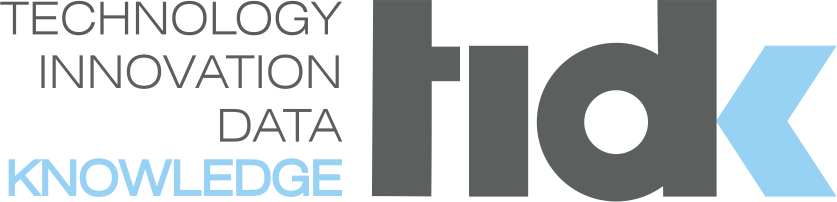 TECHNOLOGY
INNOVATION
DATA
KNOWLEDGE
tidk